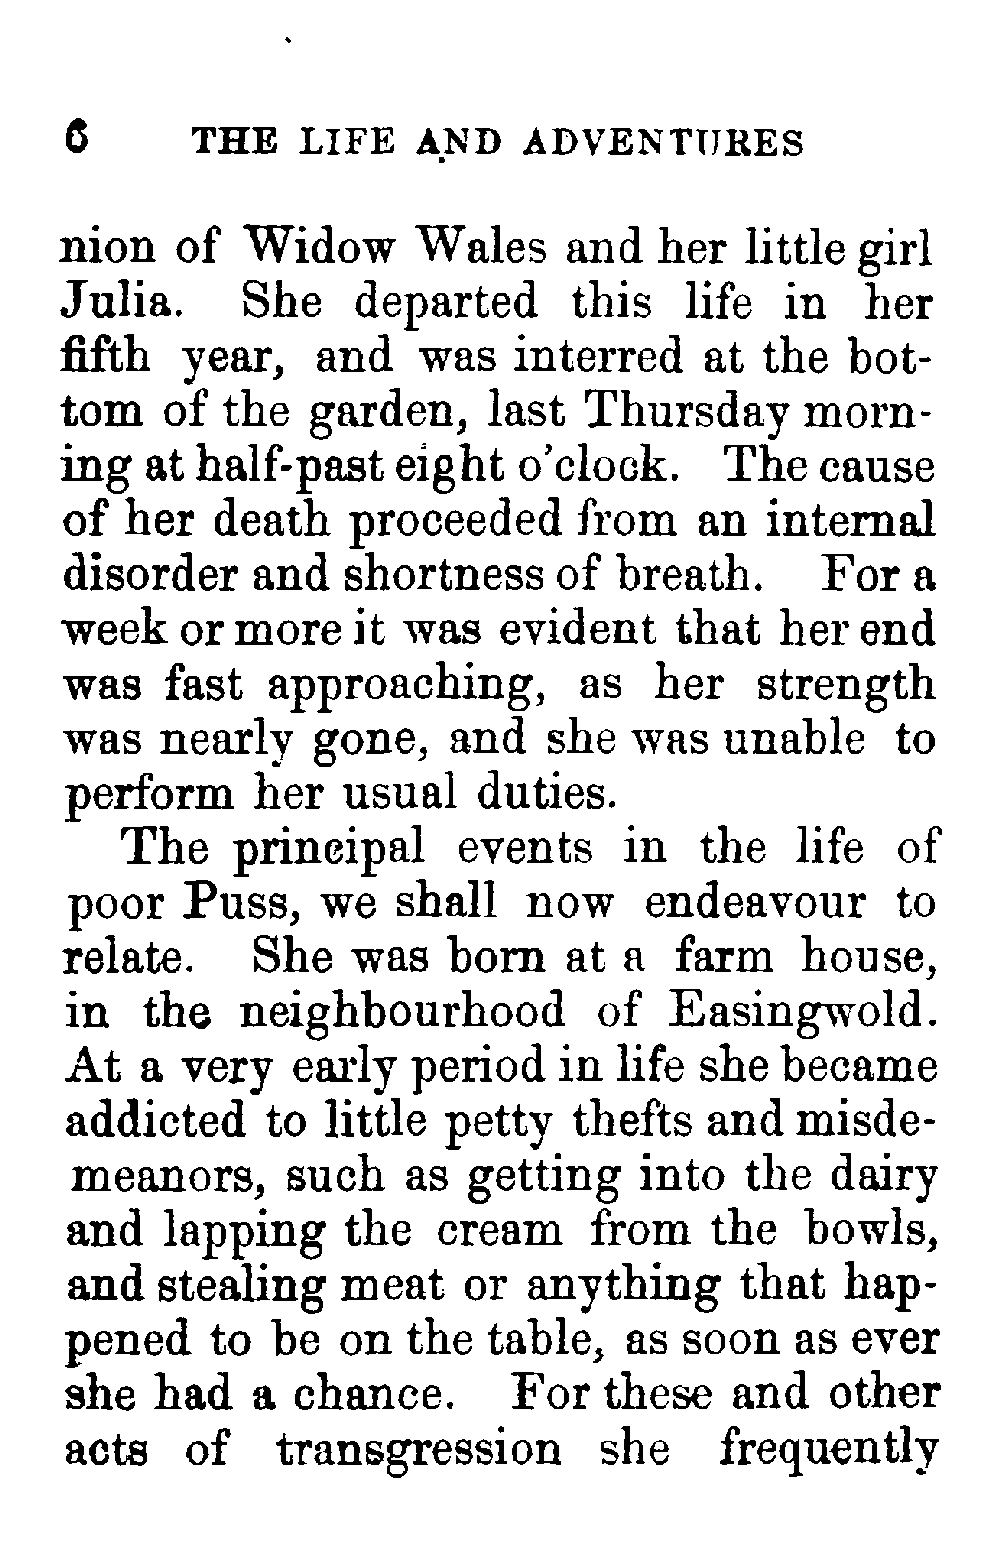 6 THE LIFE AND ADVENTURES
nion of Widow Wales and her little girl
Julia. She departed this life in her
fifth year, and was interred at the bot-
tom of the garden, last Thursday morn-
ing at half-past eight o'clock. The cause
of her death proceeded from an internal
disorder and shortness of breath. For a
week or more it was evident that her end
was fast approaching, as her strength
was nearly gone, and she was unable to
perform her usual duties.
The principal events in the life of
poor Puss, we shall now endeavour to
relate. She was born at a farm house,
in the neighbourhood of Easingwold.
At a very early period in life she became
addicted to little petty thefts and misde-
meanors, such as getting into the dairy
and lapping the cream from the bowls,
and stealing meat or anything that hap-
pened to be on the table, as soon as ever
she had a chance. For these and other
acts of transgression she frequently